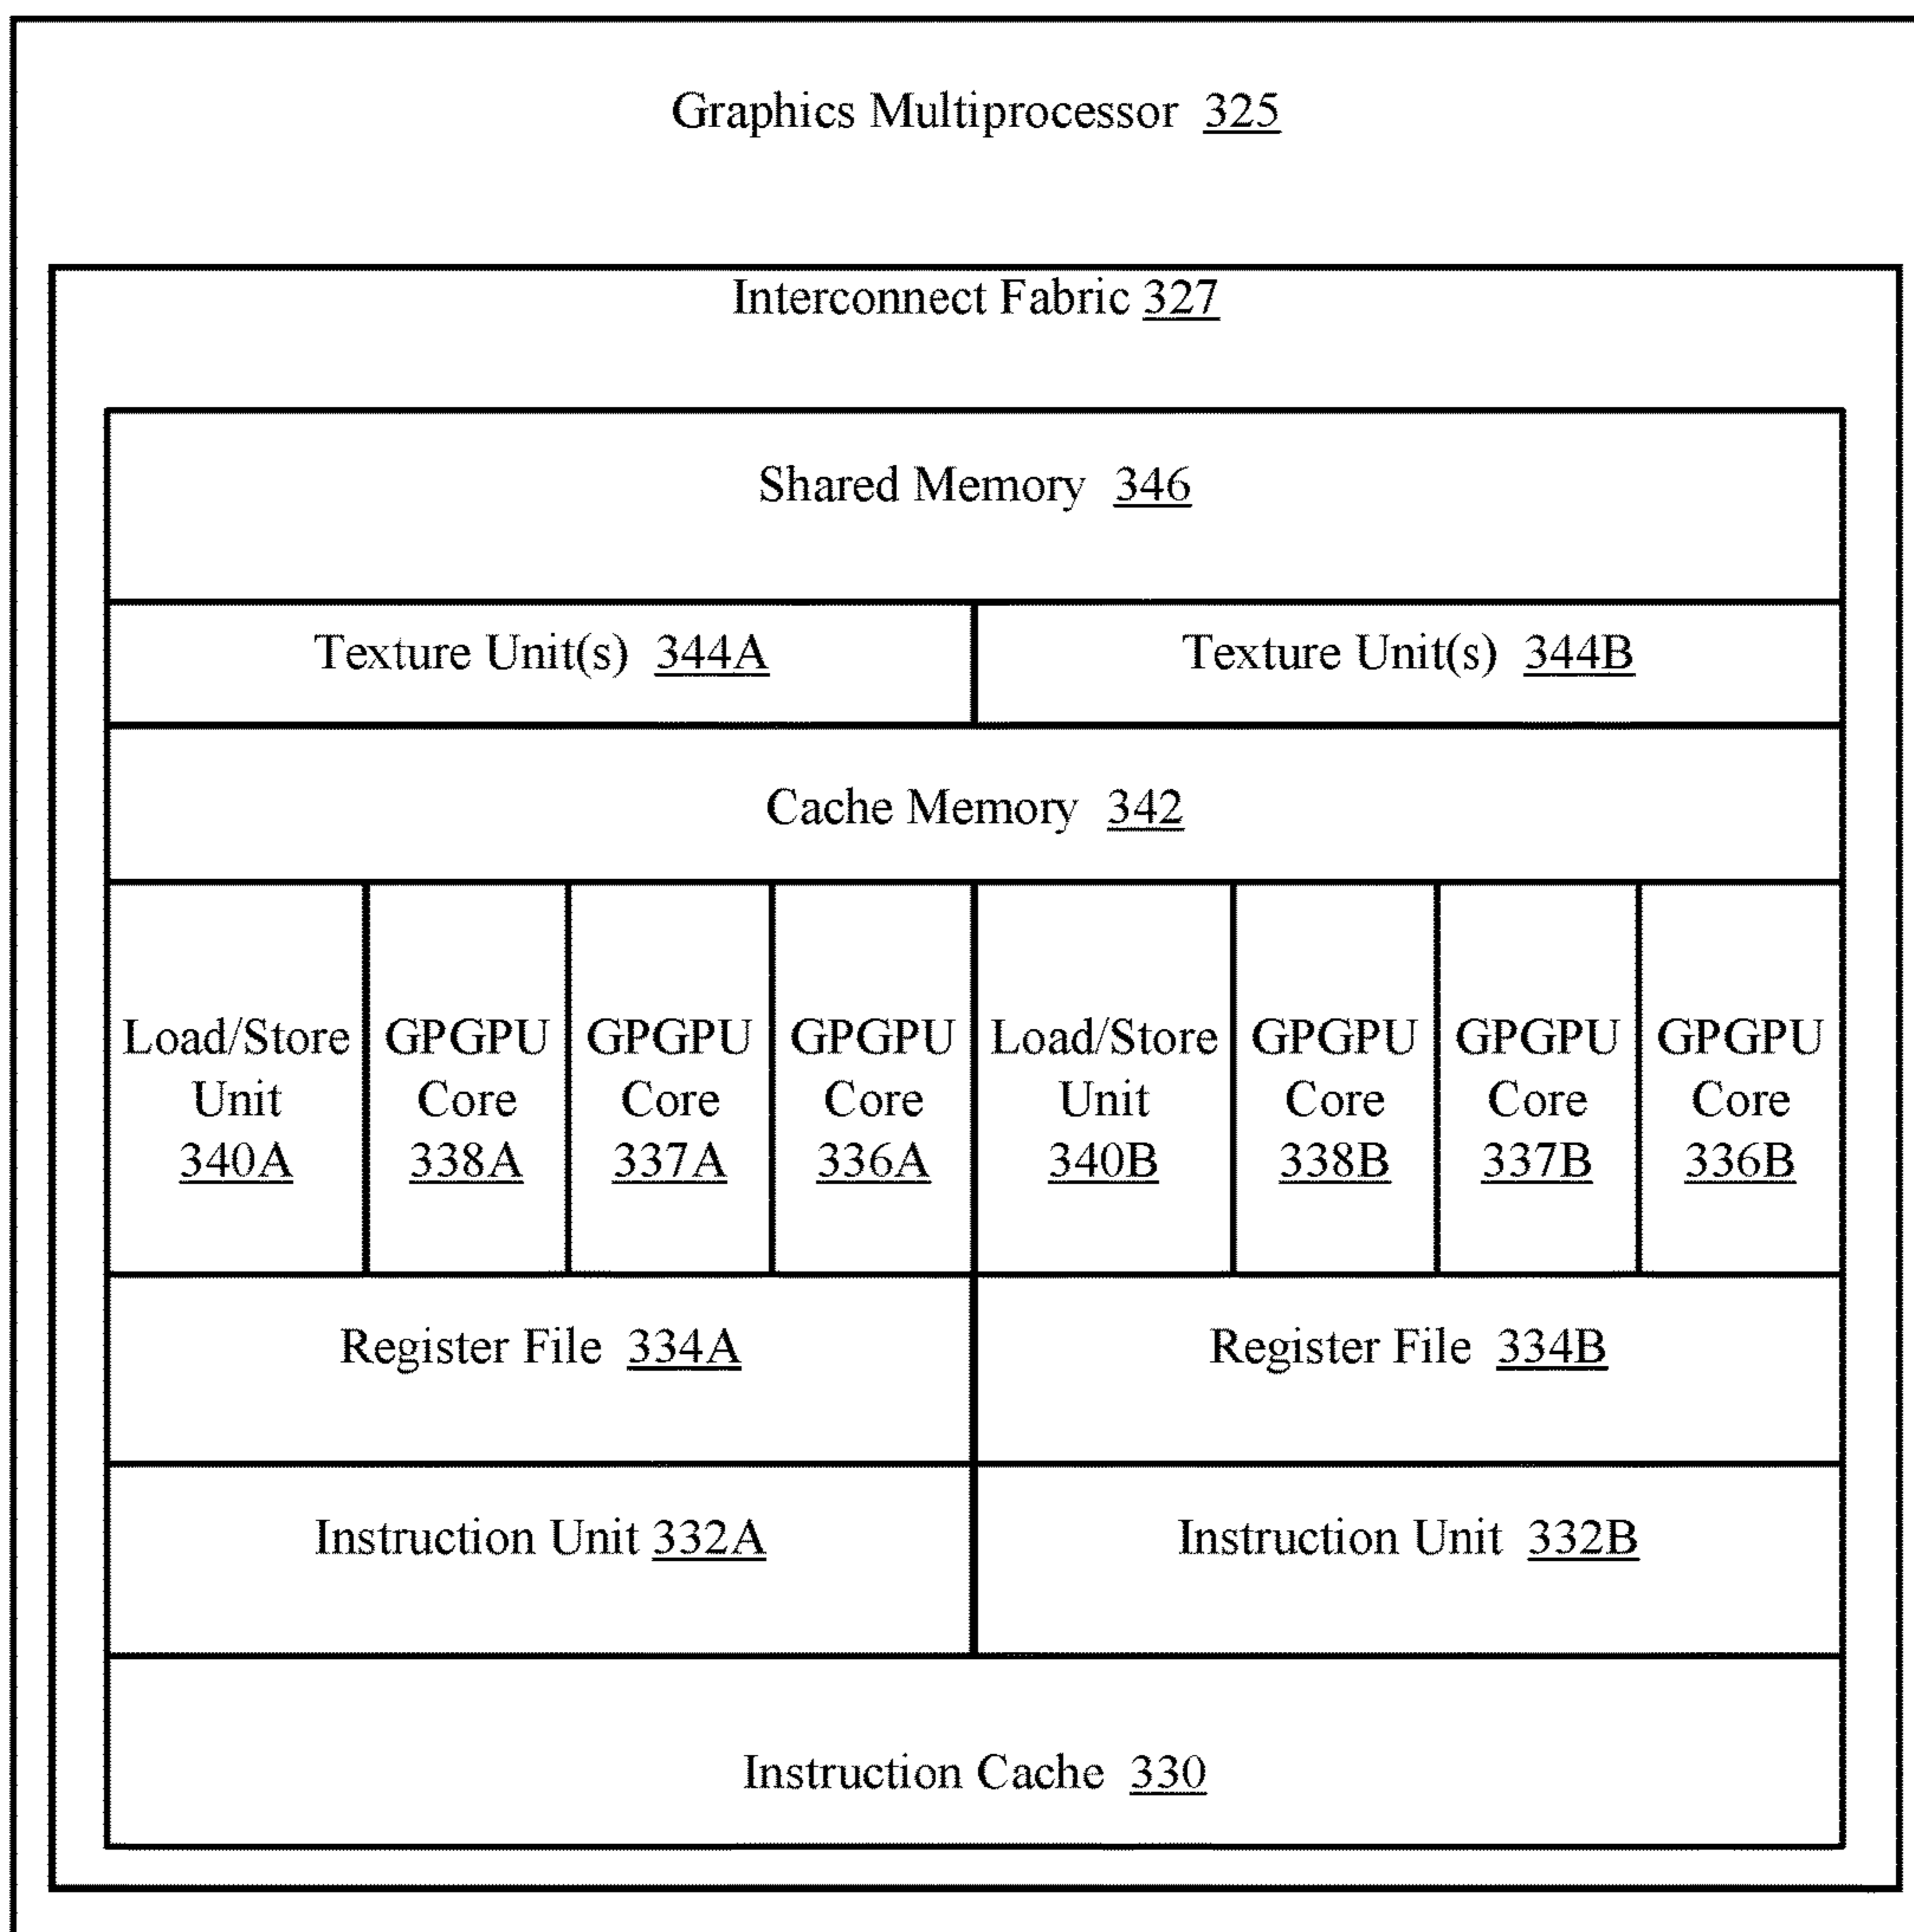 Graphics Multiprocessor 325
Interconnect Fabric 327
Shared Memory 346
Texture Unit(s) 344A
Texture Unit(s) 344B
Cache Memory 342
Load/Store
Unit
340A
GPGPU
Core
338A
GPGPU
Core
337A
GPGPU
Core
336A
Load/Store
Unit
340B
GPGPU
Core
338B
GPGPU
Core
337B
GPGPU
Core
336B
Register File 334A
Register File 334B
Instruction Unit 332A
Instruction Unit 332B
Instruction Cache 330